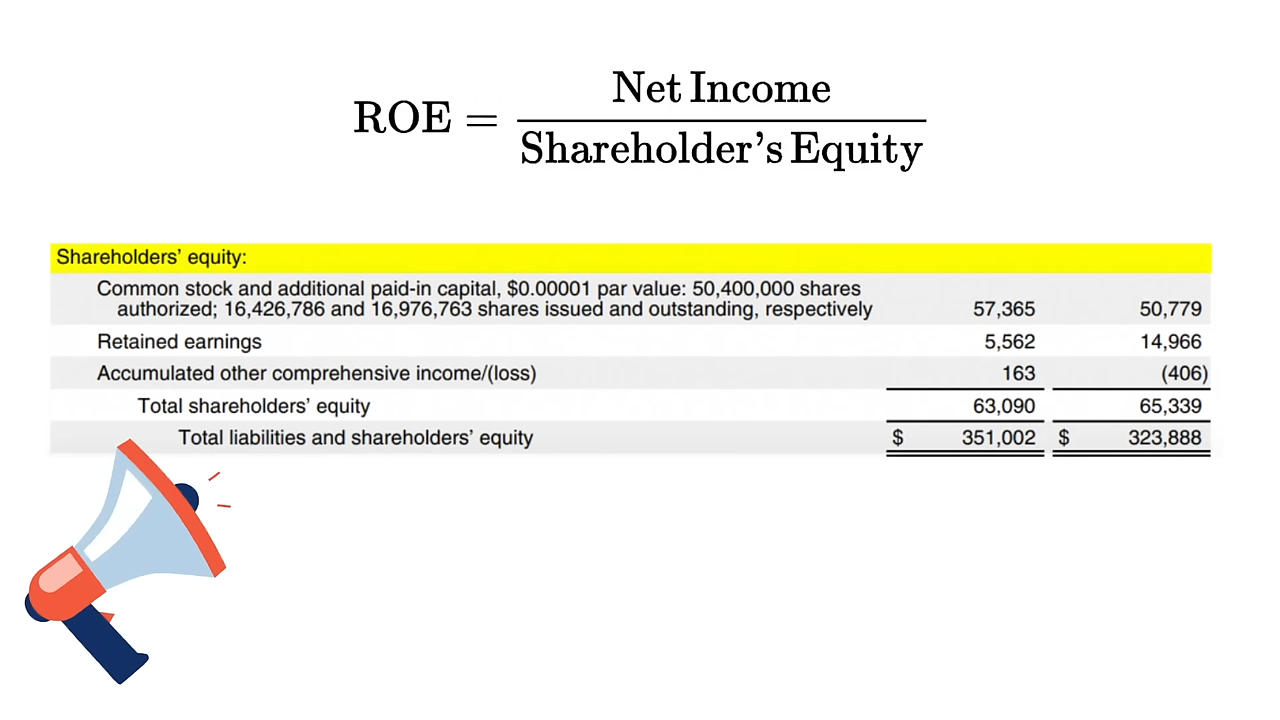 ROE = Net Income / Shareholder's Equity
Shareholders' equity:
Common stock and additional paid-in capital, $0.00001 par value: 50,400,000 shares
authorized; 16,426,786 and 16,976,763 shares issued and outstanding, respectively 57,365 50,779
Retained earnings 5,562 14,966
Accumulated other comprehensive income/(loss) 163 (406)
Total shareholders' equity 63,090 65,339
Total liabilities and shareholders' equity $ 351,002 $ 323,888